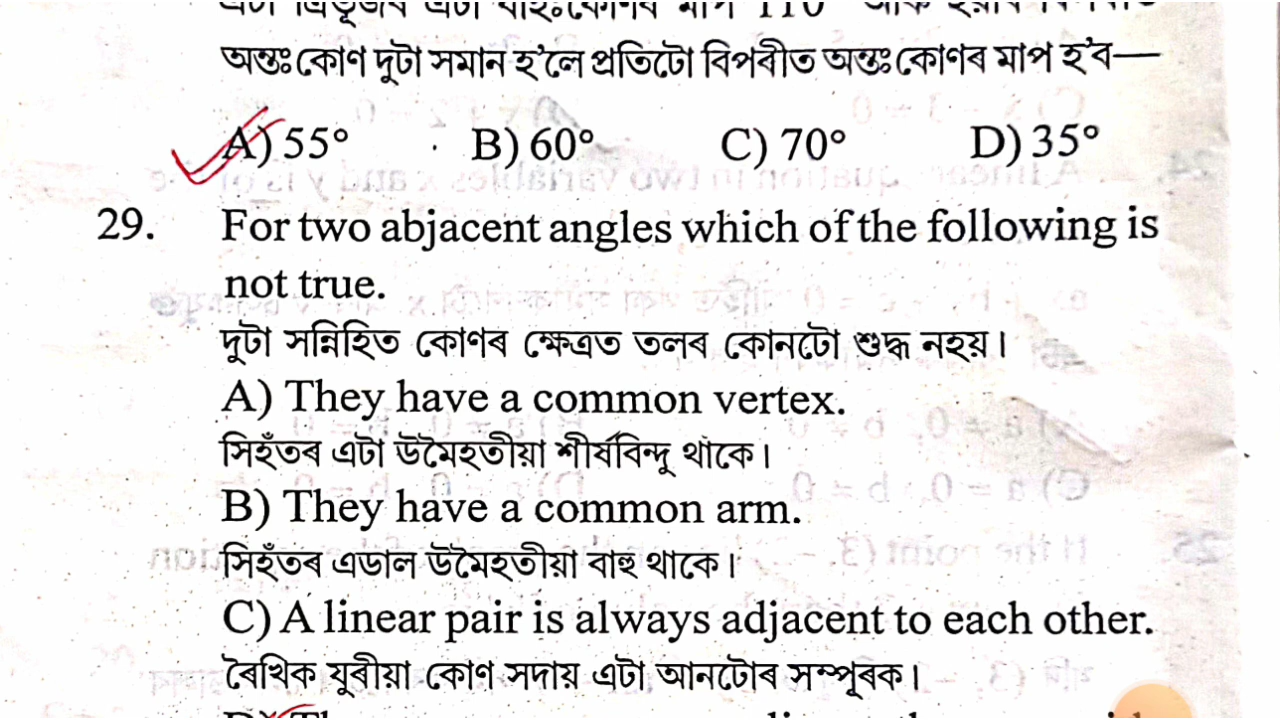 অন্তঃকোণ দুটা সমান হ'লে প্ৰতিটো বিপৰীত অন্তঃকোণৰ মাপ হ'ব—
A) 55° B) 60° C) 70° D) 35°
29. For two abjacent angles which of the following is
not true.
দুটা সন্নিহিত কোণৰ ক্ষেত্ৰত তলৰ কোনটো শুদ্ধ নহয়।
A) They have a common vertex.
সিহঁতৰ এটা উমৈহতীয়া শীৰ্ষবিন্দু থাকে।
B) They have a common arm.
সিহঁতৰ এডাল উমৈহতীয়া বাহু থাকে।
C) A linear pair is always adjacent to each other.
ৰৈখিক যুৰীয়া কোণ সদায় এটা আনটোৰ সম্পূৰক।